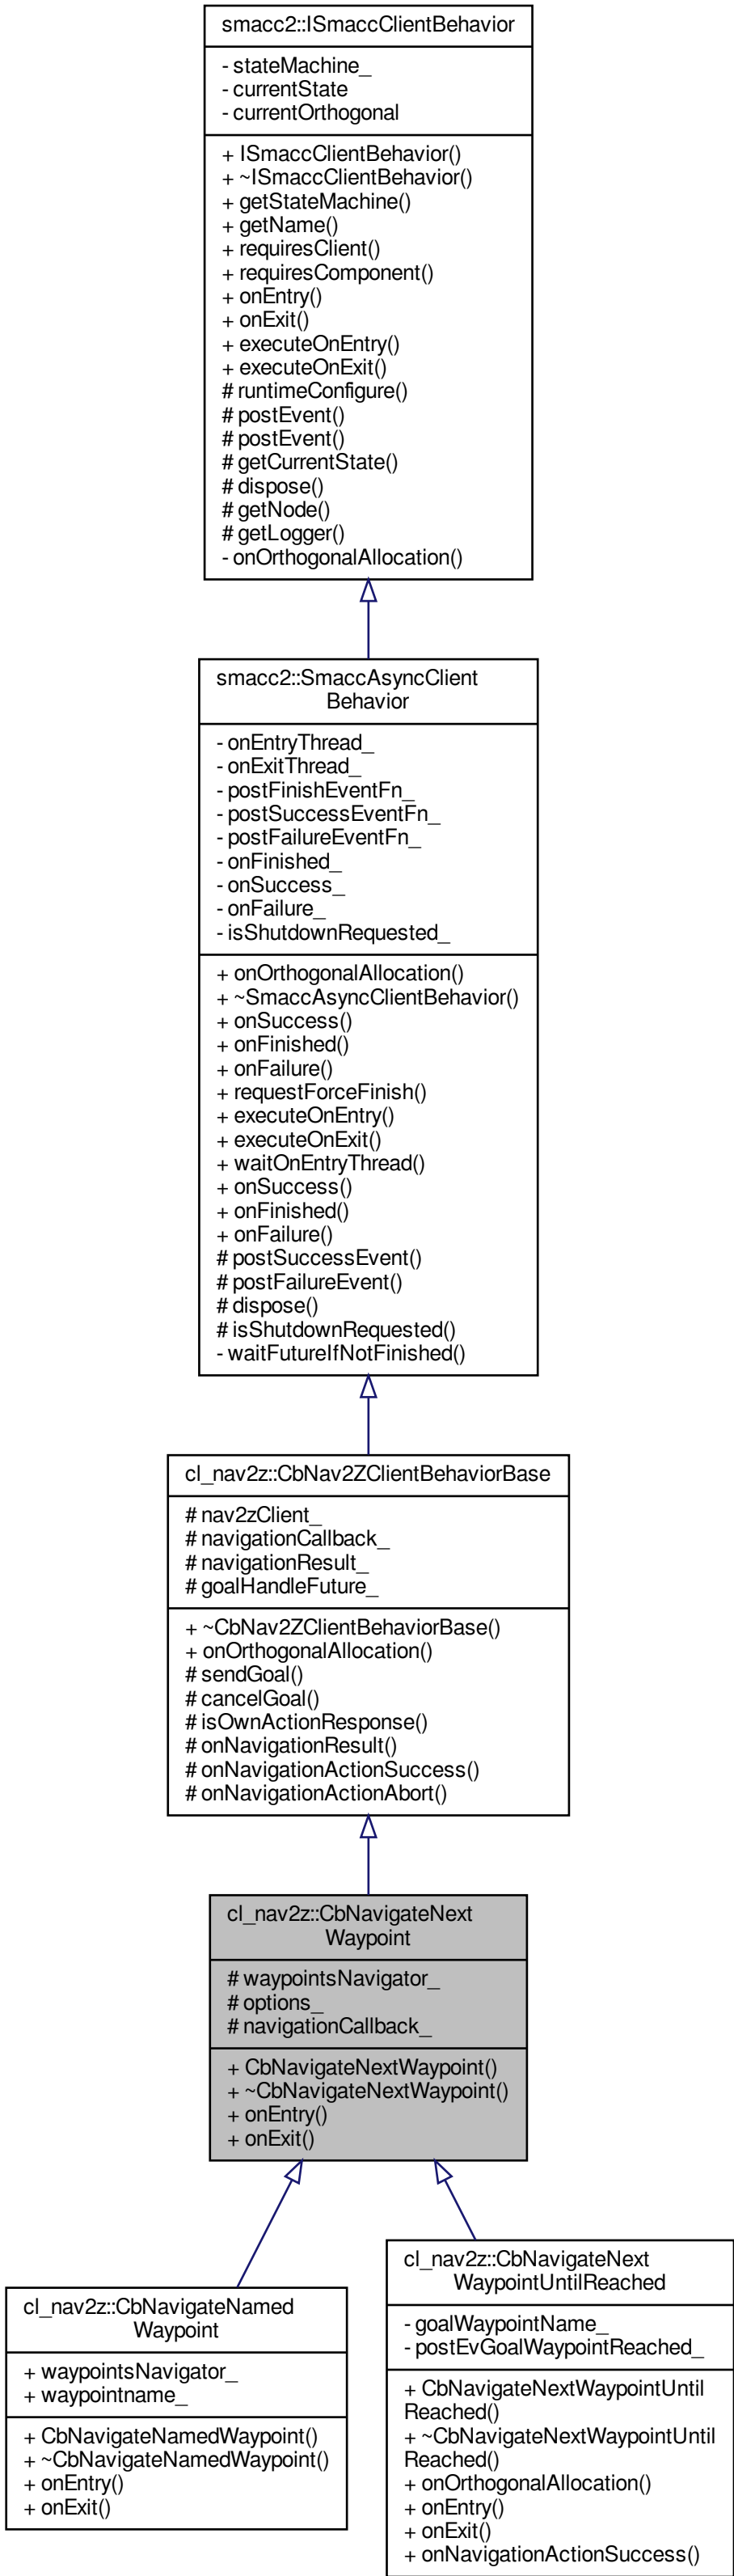 smacc2::ISmaccClientBehavior
- stateMachine_
- currentState
- currentOrthogonal
+ ISmaccClientBehavior()
+ ~ISmaccClientBehavior()
+ getStateMachine()
+ getName()
+ requiresClient()
+ requiresComponent()
+ onEntry()
+ onExit()
+ executeOnEntry()
+ executeOnExit()
# runtimeConfigure()
# postEvent()
# postEvent()
# getCurrentState()
# dispose()
# getNode()
# getLogger()
- onOrthogonalAllocation()
smacc2::SmaccAsyncClient
Behavior
- onEntryThread_
- onExitThread_
- postFinishEventFn_
- postSuccessEventFn_
- postFailureEventFn_
- onFinished_
- onSuccess_
- onFailure_
- isShutdownRequested_
+ onOrthogonalAllocation()
+ ~SmaccAsyncClientBehavior()
+ onSuccess()
+ onFinished()
+ onFailure()
+ requestForceFinish()
+ executeOnEntry()
+ executeOnExit()
+ waitOnEntryThread()
+ onSuccess()
+ onFinished()
+ onFailure()
# postSuccessEvent()
# postFailureEvent()
# dispose()
# isShutdownRequested()
- waitFutureIfNotFinished()
cl_nav2z::CbNav2ZClientBehaviorBase
# nav2zClient_
# navigationCallback_
# navigationResult_
# goalHandleFuture_
+ ~CbNav2ZClientBehaviorBase()
+ onOrthogonalAllocation()
# sendGoal()
# cancelGoal()
# isOwnActionResponse()
# onNavigationResult()
# onNavigationActionSuccess()
# onNavigationActionAbort()
cl_nav2z::CbNavigateNext
Waypoint
# waypointsNavigator_
# options_
# navigationCallback_
+ CbNavigateNextWaypoint()
+ ~CbNavigateNextWaypoint()
+ onEntry()
+ onExit()
cl_nav2z::CbNavigateNamed
Waypoint
+ waypointsNavigator_
+ waypointname_
+ CbNavigateNamedWaypoint()
+ ~CbNavigateNamedWaypoint()
+ onEntry()
+ onExit()
cl_nav2z::CbNavigateNext
WaypointUntilReached
- goalWaypointName_
- postEvGoalWaypointReached_
+ CbNavigateNextWaypointUntil
Reached()
+ ~CbNavigateNextWaypointUntil
Reached()
+ onOrthogonalAllocation()
+ onEntry()
+ onExit()
+ onNavigationActionSuccess()